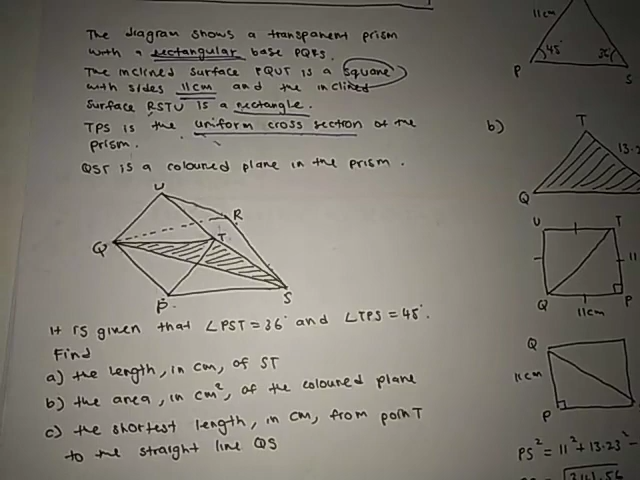 The diagram shows a transparent prism
with a rectangular base PQRS.
The inclined surface PQUT is a square
with sides 11cm and the inclined
surface RSTU is a rectangle.
TPS is the uniform cross section of the
prism.
QST is a coloured plane in the prism.
U
R
Q
T
P
S
It is given that ∠PST = 36° and ∠TPS = 45°.
Find
a) the length, in cm, of ST
b) the area, in cm², of the coloured plane
c) the shortest length, in cm, from point T
to the straight line QS
11cm
45°
36°
P
S
b)
T
13.2
Q
U
T
11
Q
P
11cm
Q
11cm
P
PS² = 11² + 13.23² -